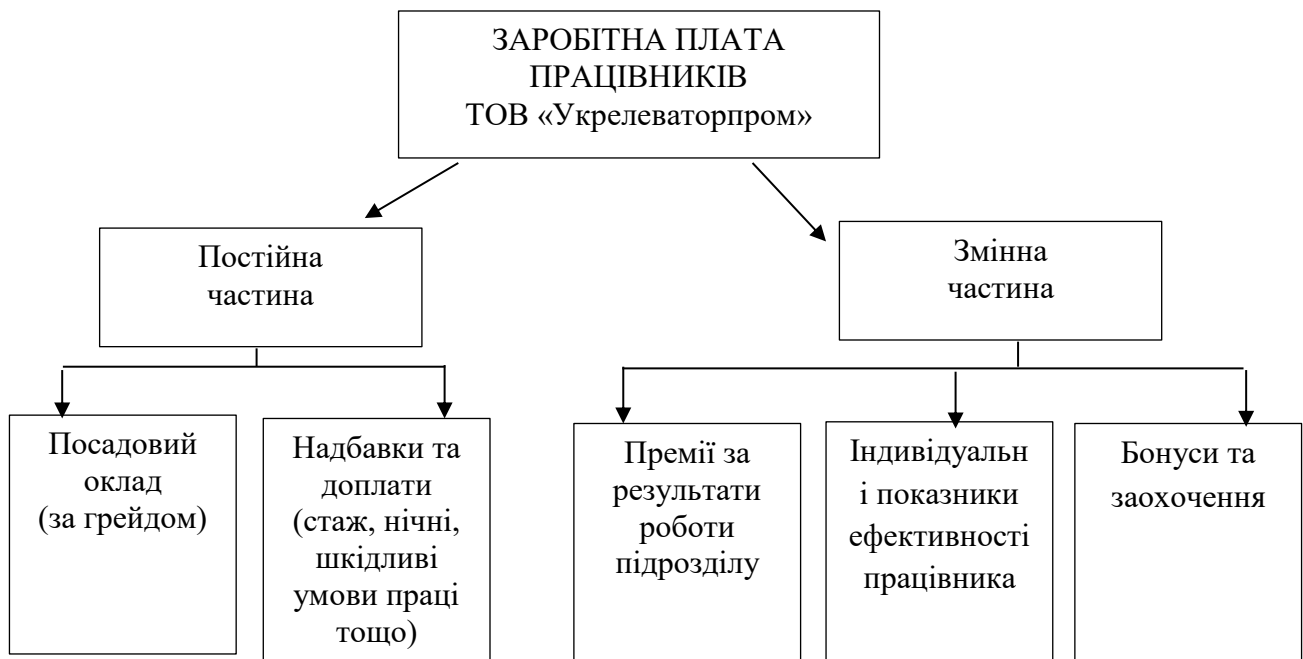 ЗАРОБІТНА ПЛАТА
ПРАЦІВНИКІВ
ТОВ «Укрелеваторпром»
Постійна
частина
Змінна
частина
Посадовий
оклад
(за грейдом)
Надбавки та
доплати
(стаж, нічні,
шкідливі
умови праці
тощо)
Премії за
результати
роботи
підрозділу
Індивідуальн
і показники
ефективності
працівника
Бонуси та
заохочення